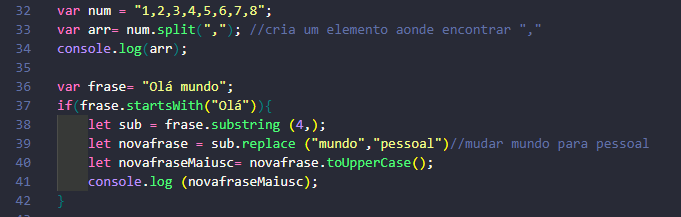 32 var num = "1,2,3,4,5,6,7,8";
33 var arr= num.split(","); //cria um elemento aonde encontrar ","
34 console.log(arr);
35
36 var frase= "Olá mundo";
37 if(frase.startsWith("Olá")){
38 let sub = frase.substring (4,);
39 let novafrase = sub.replace ("mundo","pessoal")//mudar mundo para pessoal
40 let novafraseMaiusc= novafrase.toUpperCase();
41 console.log (novafraseMaiusc);
42 }